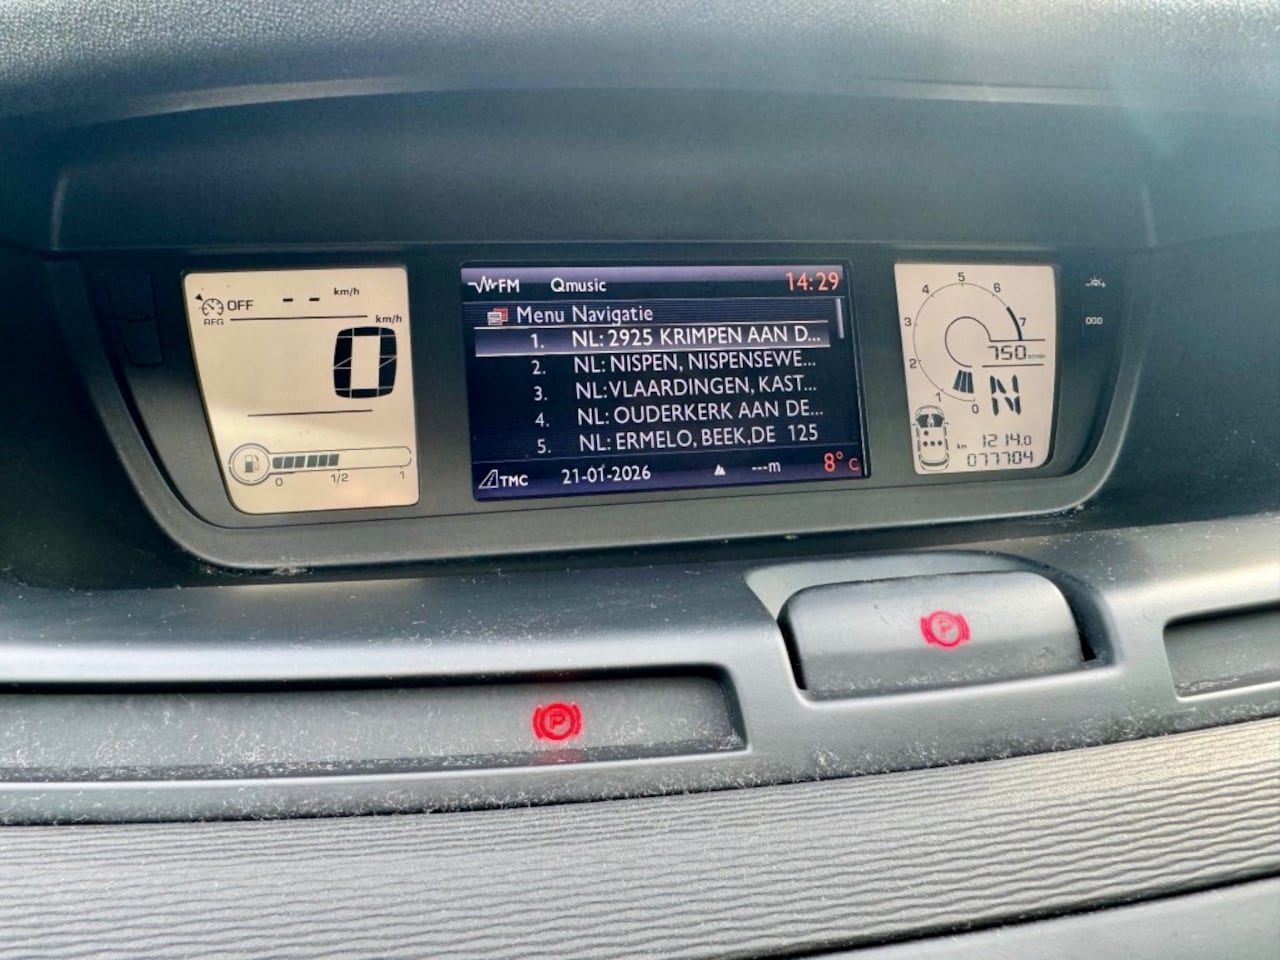 OFF -- km/h
REG
km/h
0
0 1/2 1
FM Qmusic 14:29
Menu Navigatie
1. NL: 2925 KRIMPEN AAN D...
2. NL: NISPEN, NISPENSEWE...
3. NL: VLAARDINGEN, KAST...
4. NL: OUDERKERK AAN DE...
5. NL: ERMELO, BEEK,DE 125
TMC 21-01-2026 ---m 8° C
0 1 2 3 4 5 6 7
750
N
km 1214.0
077704
P
P